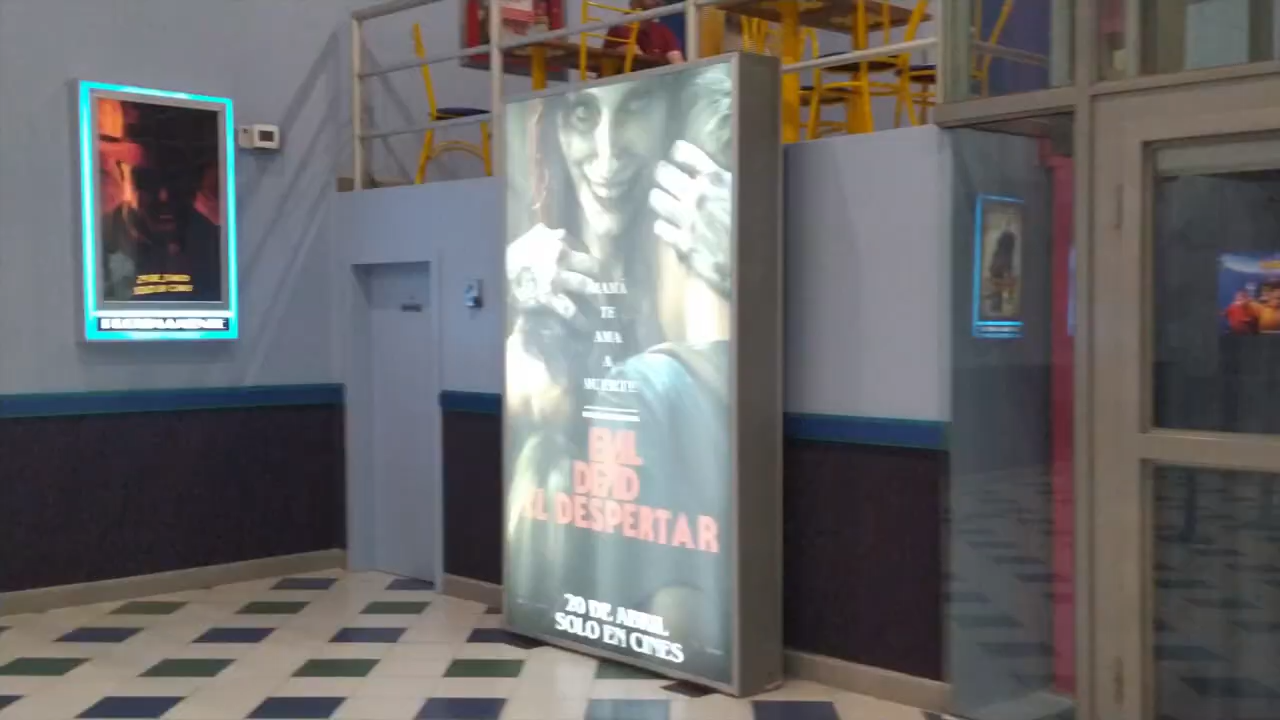 MAMÁ
TE
AMA
A
MUERTE
EVIL
DEAD
EL DESPERTAR
20 DE ABRIL
SOLO EN CINES